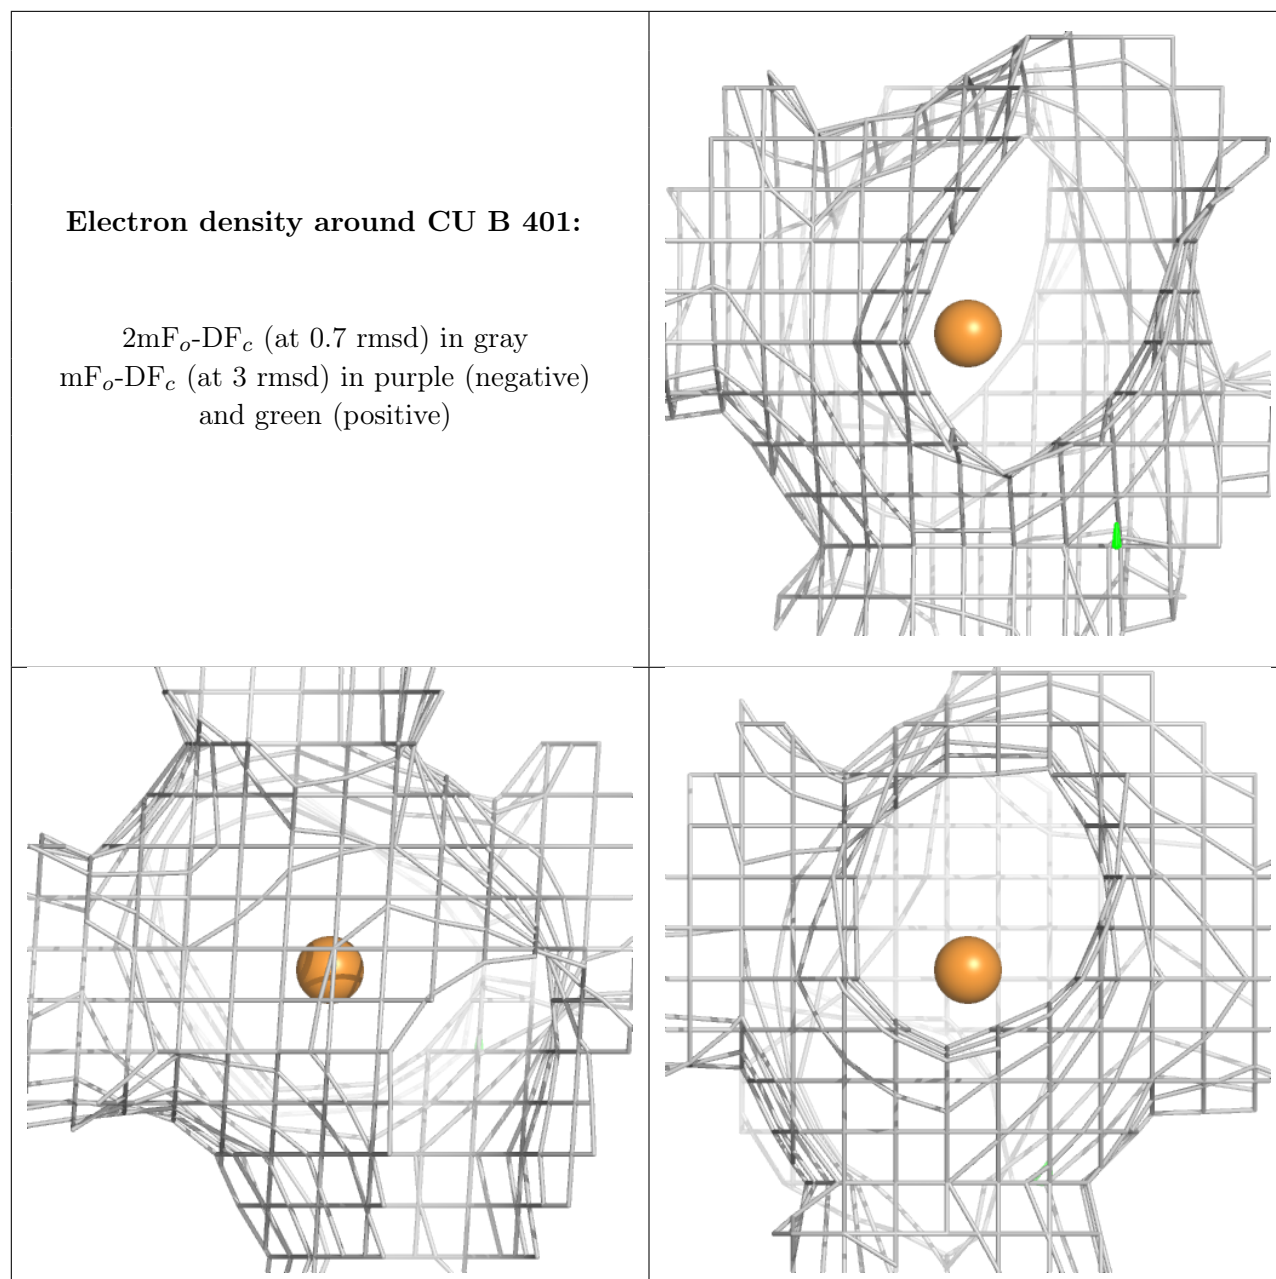 Electron density around CU B 401:
2mFo-DFc (at 0.7 rmsd) in gray
mFo-DFc (at 3 rmsd) in purple (negative)
and green (positive)